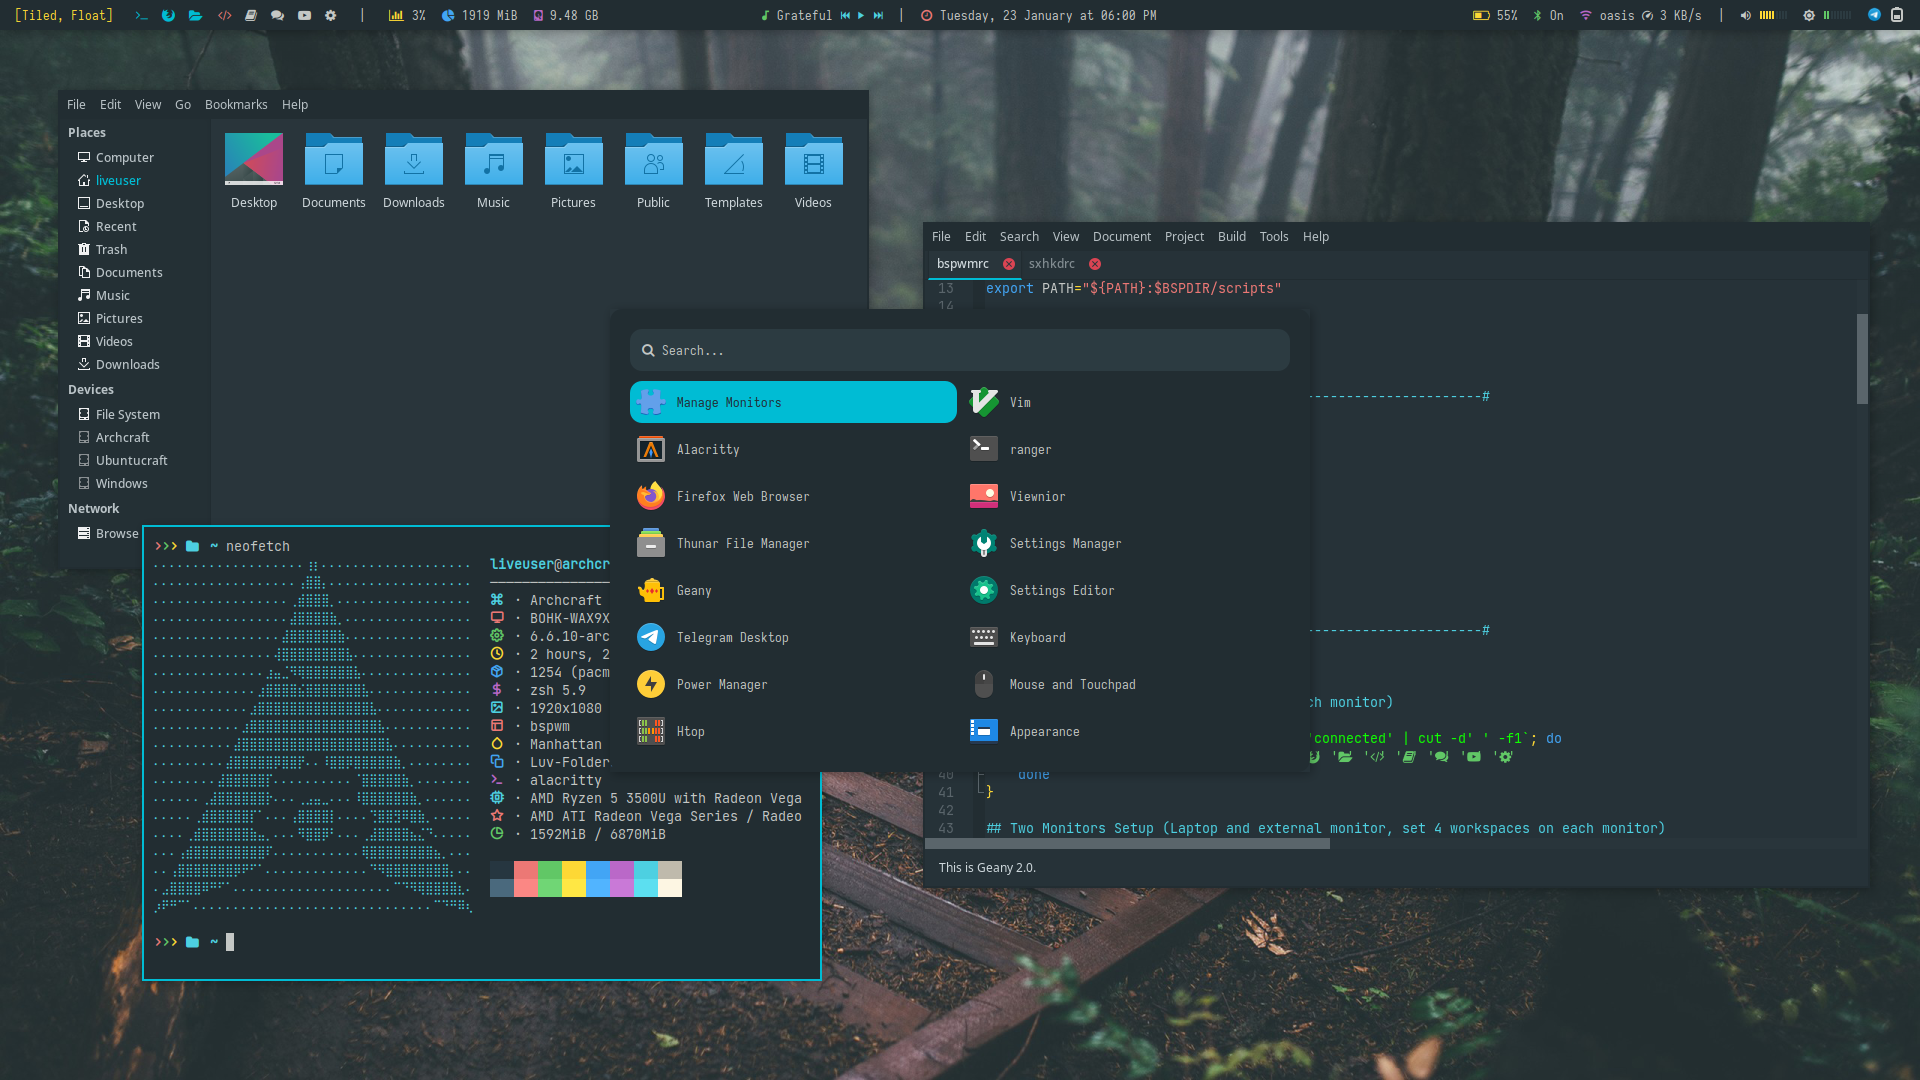 [Tiled, Float] 3% 1919 MiB 9.48 GB Grateful Tuesday, 23 January at 06:00 PM 55% On oasis 3 KB/s
File Edit View Go Bookmarks Help
Places
Computer
liveuser
Desktop
Recent
Trash
Documents
Music
Pictures
Videos
Downloads
Devices
File System
Archcraft
Ubuntucraft
Windows
Network
Browse
Desktop Documents Downloads Music Pictures Public Templates Videos
File Edit Search View Document Project Build Tools Help
bspwmrc sxhkdrc
13 export PATH="${PATH}:$BSPDIR/scripts"
14
----------------------#
----------------------#
ch monitor)
'connected' | cut -d' ' -f1`; do
40 done
41 }
42
43 ## Two Monitors Setup (Laptop and external monitor, set 4 workspaces on each monitor)
This is Geany 2.0.
Search...
Manage Monitors
Alacritty
Firefox Web Browser
Thunar File Manager
Geany
Telegram Desktop
Power Manager
Htop
Vim
ranger
Viewnior
Settings Manager
Settings Editor
Keyboard
Mouse and Touchpad
Appearance
>>> ~ neofetch
liveuser@archcr
· Archcraft
· BOHK-WAX9X
· 6.6.10-arc
· 2 hours, 2
· 1254 (pacm
· zsh 5.9
· 1920x1080
· bspwm
· Manhattan
· Luv-Folder
· alacritty
· AMD Ryzen 5 3500U with Radeon Vega
· AMD ATI Radeon Vega Series / Radeo
· 1592MiB / 6870MiB
>>> ~